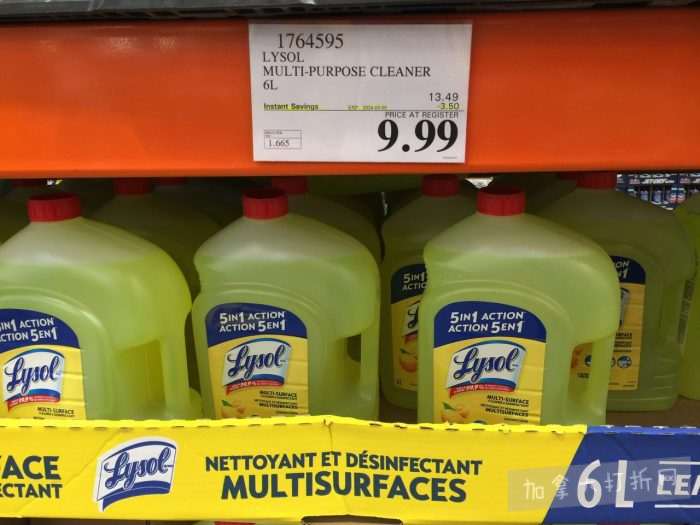 1764595
LYSOL
MULTI-PURPOSE CLEANER
6L
13.49
Instant Savings
-3.50
PRICE AT REGISTER
9.99
1.665
5 IN 1 ACTION
ACTION 5 EN 1
Lysol
MULTI-SURFACE
5 IN 1 ACTION
ACTION 5 EN 1
Lysol
MULTI-SURFACE
MULTISURFACES
5 IN 1 ACTION
ACTION 5 EN 1
Lysol
MULTI-SURFACE
MULTISURFACES
Lysol
NETTOYANT ET DÉSINFECTANT
MULTISURFACES
6L
加拿大打折网